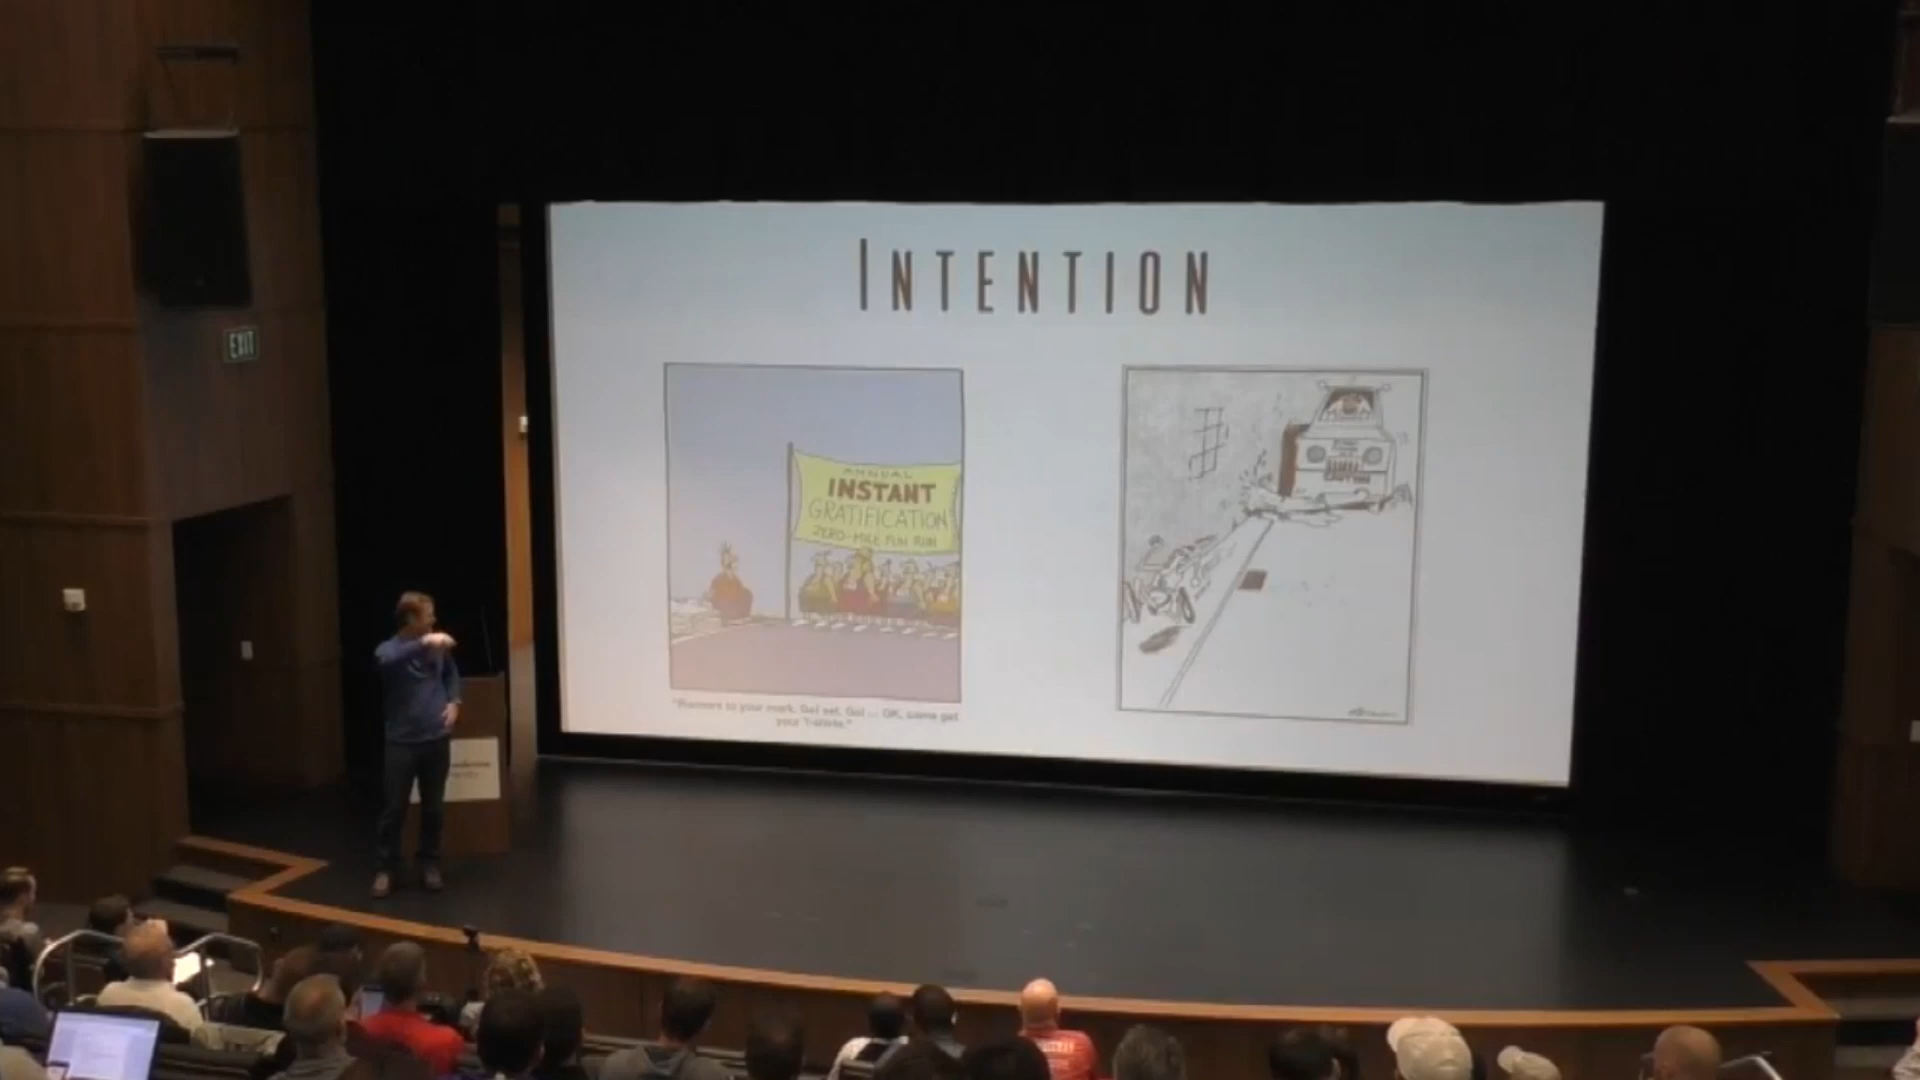 EXIT
INTENTION
ANNUAL
INSTANT
GRATIFICATION
ZERO-MILE FUN RUN
"Runners to your mark. Get set. Go! ... OK, come get
your T-shirts."